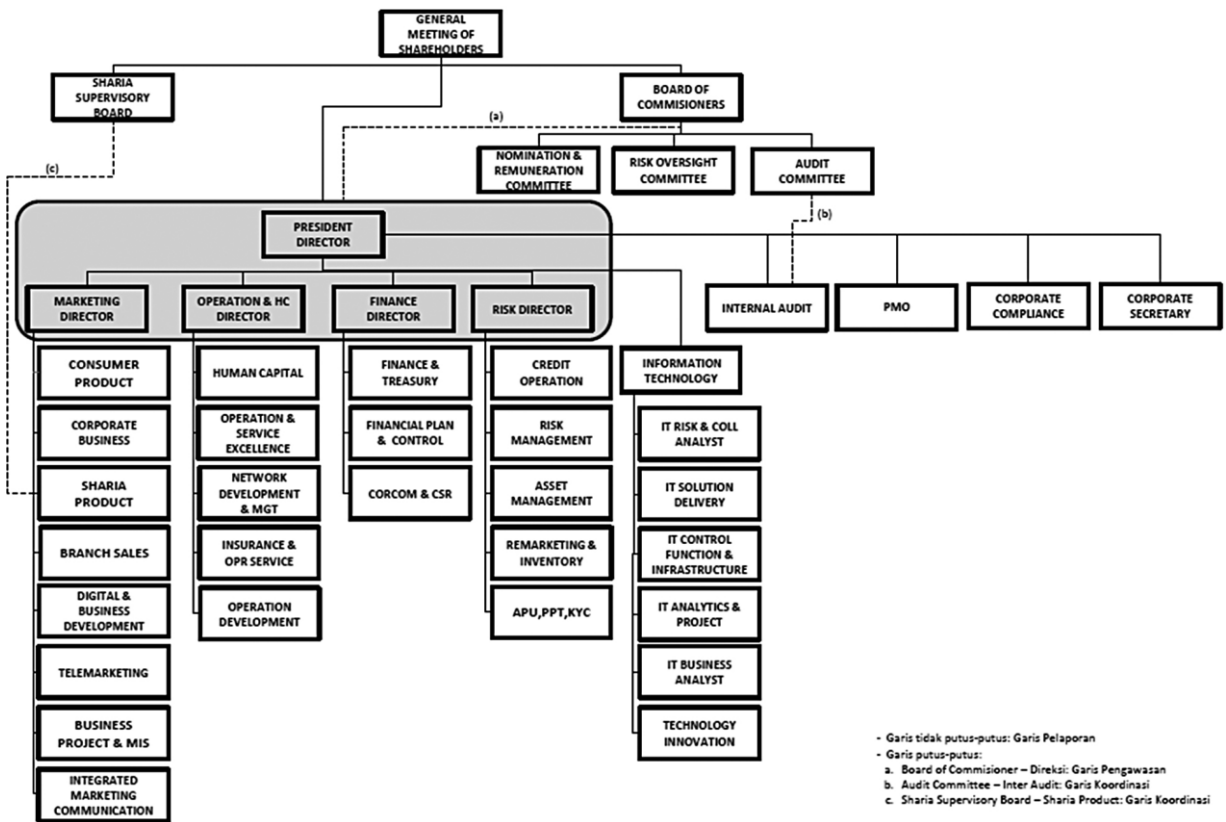 GENERAL
MEETING OF
SHAREHOLDERS
SHARIA
SUPERVISORY
BOARD
BOARD OF
COMMISIONERS
(a)
(c)
NOMINATION &
REMUNERATION
COMMITTEE
RISK OVERSIGHT
COMMITTEE
AUDIT
COMMITTEE
(b)
PRESIDENT
DIRECTOR
MARKETING
DIRECTOR
OPERATION & HC
DIRECTOR
FINANCE
DIRECTOR
RISK DIRECTOR
INTERNAL AUDIT
PMO
CORPORATE
COMPLIANCE
CORPORATE
SECRETARY
CONSUMER
PRODUCT
CORPORATE
BUSINESS
SHARIA
PRODUCT
BRANCH SALES
DIGITAL &
BUSINESS
DEVELOPMENT
TELEMARKETING
BUSINESS
PROJECT & MIS
INTEGRATED
MARKETING
COMMUNICATION
HUMAN CAPITAL
OPERATION &
SERVICE
EXCELLENCE
NETWORK
DEVELOPMENT
& MGT
INSURANCE &
OPR SERVICE
OPERATION
DEVELOPMENT
FINANCE &
TREASURY
FINANCIAL PLAN
& CONTROL
CORCOM & CSR
CREDIT
OPERATION
RISK
MANAGEMENT
ASSET
MANAGEMENT
REMARKETING &
INVENTORY
APU,PPT,KYC
INFORMATION
TECHNOLOGY
IT RISK & COLL
ANALYST
IT SOLUTION
DELIVERY
IT CONTROL
FUNCTION &
INFRASTRUCTURE
IT ANALYTICS &
PROJECT
IT BUSINESS
ANALYST
TECHNOLOGY
INNOVATION
- Garis tidak putus-putus: Garis Pelaporan
- Garis putus-putus:
a. Board of Commisioner – Direksi: Garis Pengawasan
b. Audit Committee – Inter Audit: Garis Koordinasi
c. Sharia Supervisory Board – Sharia Product: Garis Koordinasi